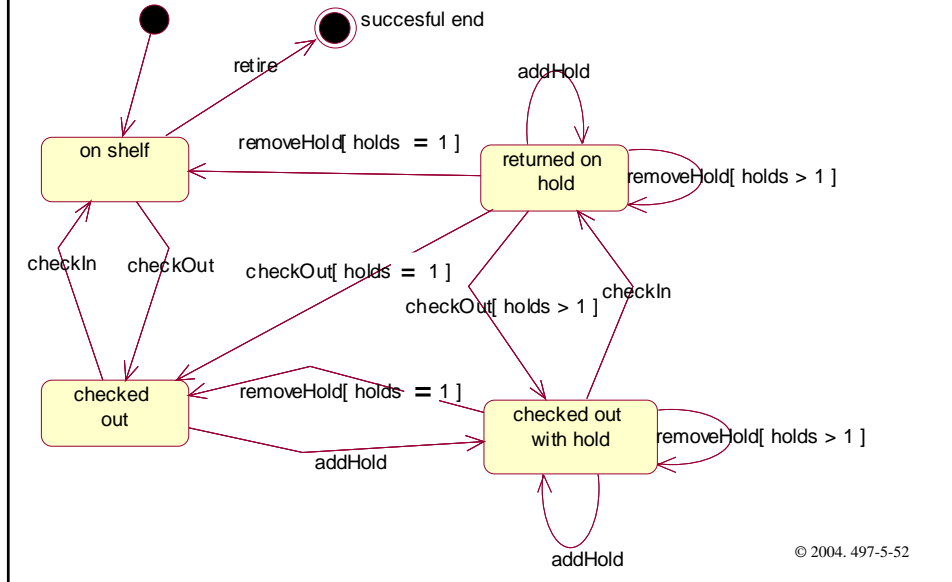 succesful end
retire
addHold
on shelf
removeHold[ holds = 1 ]
returned on
hold
removeHold[ holds > 1 ]
checkIn
checkOut
checkOut[ holds = 1 ]
checkIn
checkOut[ holds > 1 ]
checked
out
removeHold[ holds = 1 ]
checked out
with hold
removeHold[ holds > 1 ]
addHold
addHold
© 2004. 497-5-52